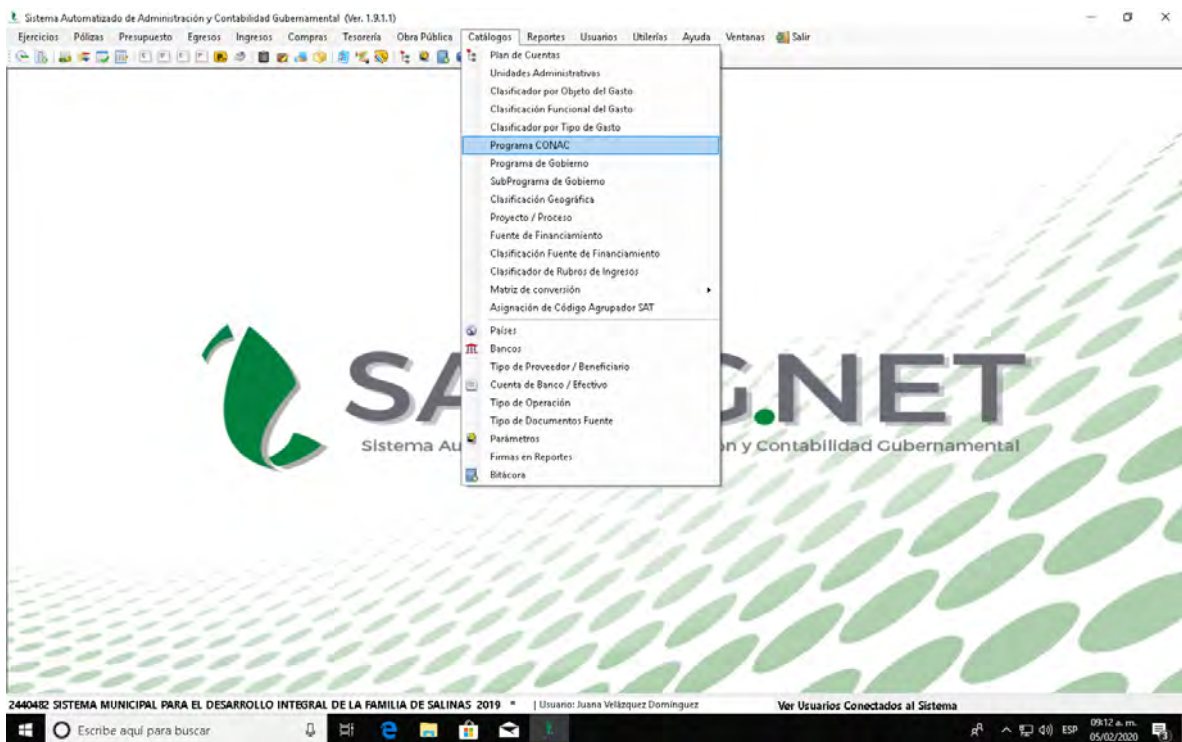 Sistema Automatizado de Administración y Contabilidad Gubernamental (Ver. 1.9.1.1)
Ejercicios Pólizas Presupuesto Egresos Ingresos Compras Tesorería Obra Pública Catálogos Reportes Usuarios Utilerías Ayuda Ventanas Salir
Plan de Cuentas
Unidades Administrativas
Clasificador por Objeto del Gasto
Clasificación Funcional del Gasto
Clasificador por Tipo de Gasto
Programa CONAC
Programa de Gobierno
SubPrograma de Gobierno
Clasificación Geográfica
Proyecto / Proceso
Fuente de Financiamiento
Clasificación Fuente de Financiamiento
Clasificador de Rubros de Ingresos
Matriz de conversión
Asignación de Código Agrupador SAT
Países
Bancos
Tipo de Proveedor / Beneficiario
Cuenta de Banco / Efectivo
Tipo de Operación
Tipo de Documentos Fuente
Parámetros
Firmas en Reportes
Bitácora
SA G.NET
Sistema Au n y Contabilidad Gubernamental
2440482 SISTEMA MUNICIPAL PARA EL DESARROLLO INTEGRAL DE LA FAMILIA DE SALINAS 2019 * | Usuario: Juana Velázquez Domínguez Ver Usuarios Conectados al Sistema
Escribe aquí para buscar
ESP
09:12 a. m.
05/02/2020